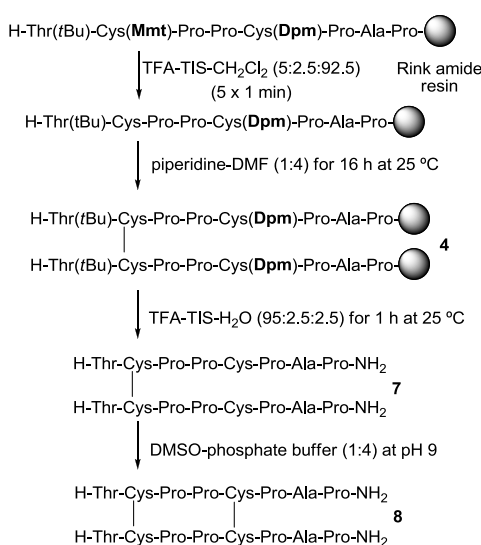 H-Thr(tBu)-Cys(Mmt)-Pro-Pro-Cys(Dpm)-Pro-Ala-Pro-
TFA-TIS-CH2Cl2 (5:2.5:92.5)
(5 x 1 min)
Rink amide
resin
H-Thr(tBu)-Cys-Pro-Pro-Cys(Dpm)-Pro-Ala-Pro-
piperidine-DMF (1:4) for 16 h at 25 ºC
H-Thr(tBu)-Cys-Pro-Pro-Cys(Dpm)-Pro-Ala-Pro-
4
H-Thr(tBu)-Cys-Pro-Pro-Cys(Dpm)-Pro-Ala-Pro-
TFA-TIS-H2O (95:2.5:2.5) for 1 h at 25 ºC
H-Thr-Cys-Pro-Pro-Cys-Pro-Ala-Pro-NH2
7
H-Thr-Cys-Pro-Pro-Cys-Pro-Ala-Pro-NH2
DMSO-phosphate buffer (1:4) at pH 9
H-Thr-Cys-Pro-Pro-Cys-Pro-Ala-Pro-NH2
8
H-Thr-Cys-Pro-Pro-Cys-Pro-Ala-Pro-NH2